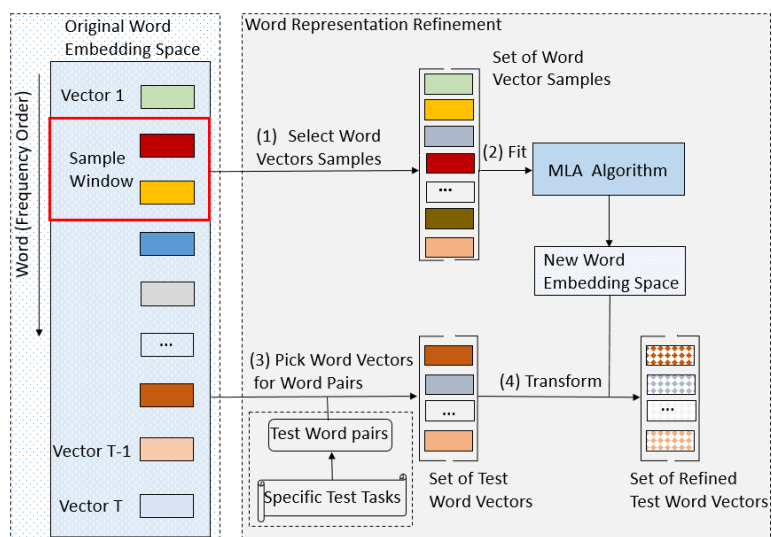 Original Word
Embedding Space
Word (Frequency Order)
Vector 1
Sample
Window
...
Vector T-1
Vector T
Word Representation Refinement
(1) Select Word
Vectors Samples
Set of Word
Vector Samples
...
(2) Fit
MLA Algorithm
New Word
Embedding Space
(3) Pick Word Vectors
for Word Pairs
Test Word pairs
Specific Test Tasks
...
Set of Test
Word Vectors
(4) Transform
...
Set of Refined
Test Word Vectors